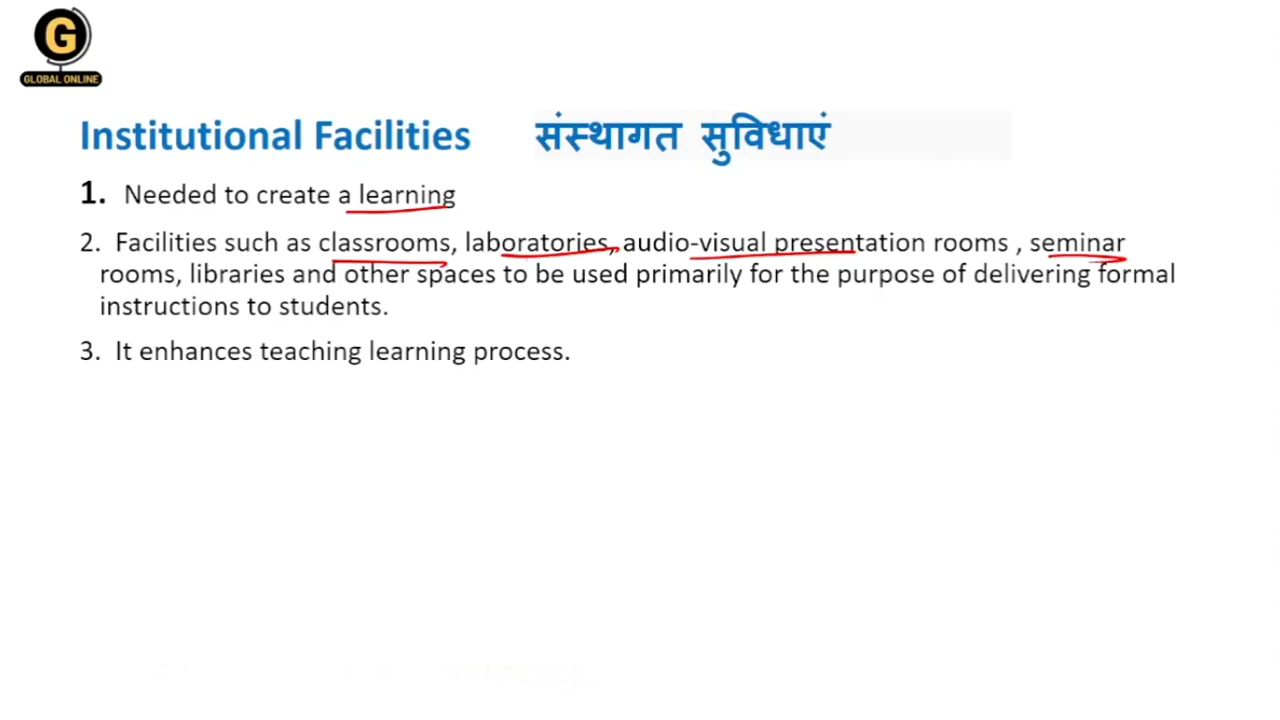 G
GLOBAL ONLINE
Institutional Facilities संस्थागत सुविधाएं
1. Needed to create a learning
2. Facilities such as classrooms, laboratories, audio-visual presentation rooms , seminar
rooms, libraries and other spaces to be used primarily for the purpose of delivering formal
instructions to students.
3. It enhances teaching learning process.